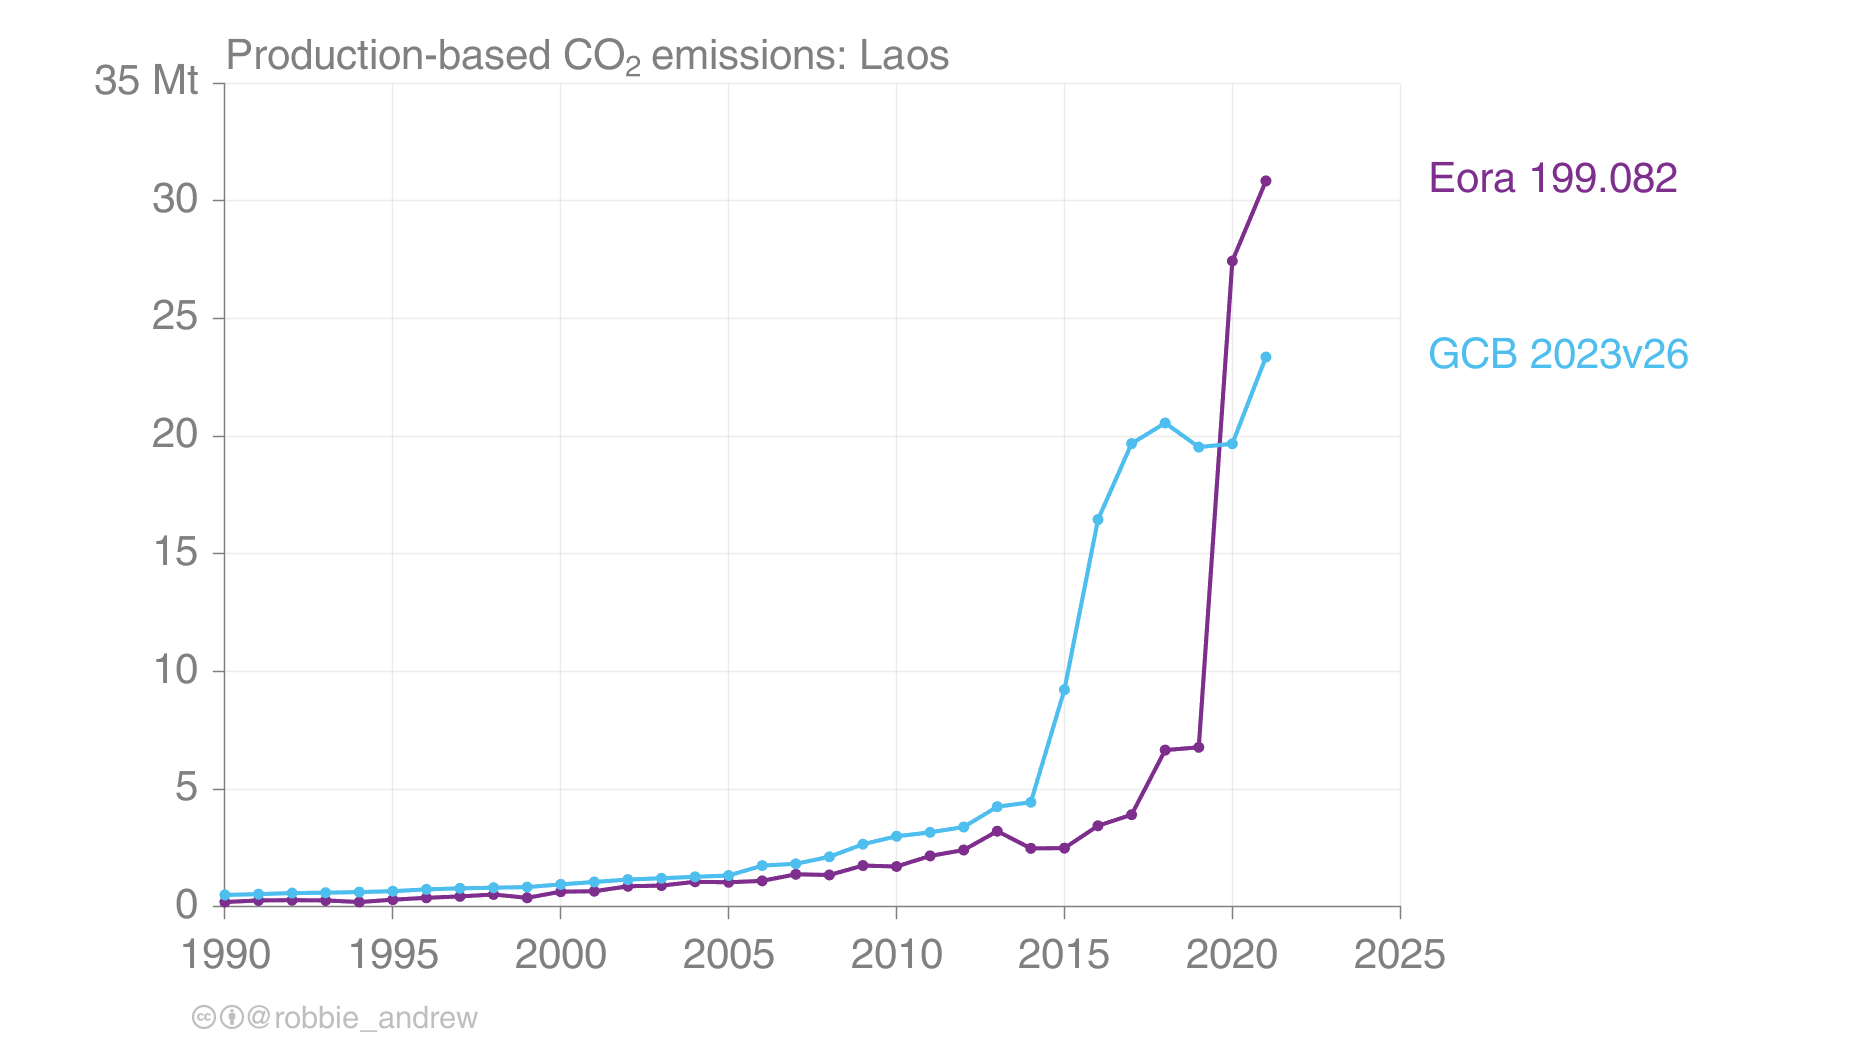 Production-based CO₂ emissions: Laos
35 Mt
30
25
20
15
10
5
0
Eora 199.082
GCB 2023v26
1990 1995 2000 2005 2010 2015 2020 2025
@robbie_andrew